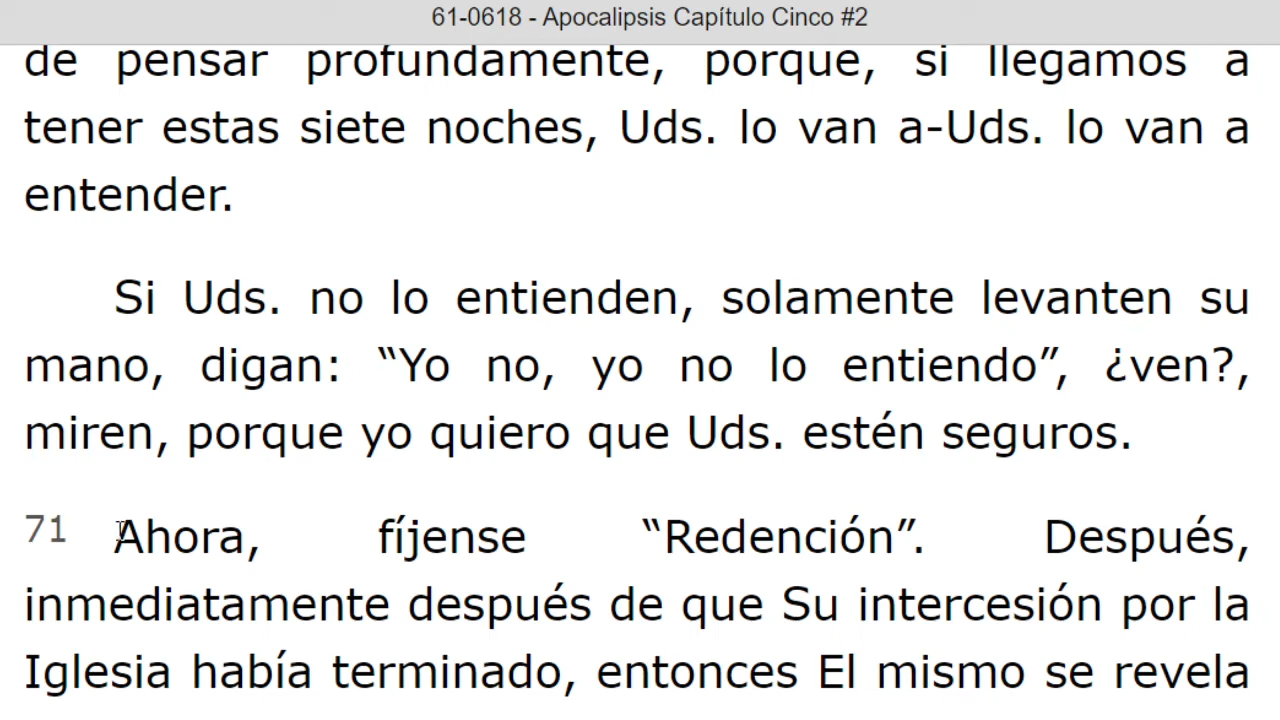 61-0618 - Apocalipsis Capítulo Cinco #2
de pensar profundamente, porque, si llegamos a
tener estas siete noches, Uds. lo van a-Uds. lo van a
entender.
Si Uds. no lo entienden, solamente levanten su
mano, digan: “Yo no, yo no lo entiendo”, ¿ven?,
miren, porque yo quiero que Uds. estén seguros.
71 Ahora, fíjense “Redención”. Después,
inmediatamente después de que Su intercesión por la
Iglesia había terminado, entonces El mismo se revela